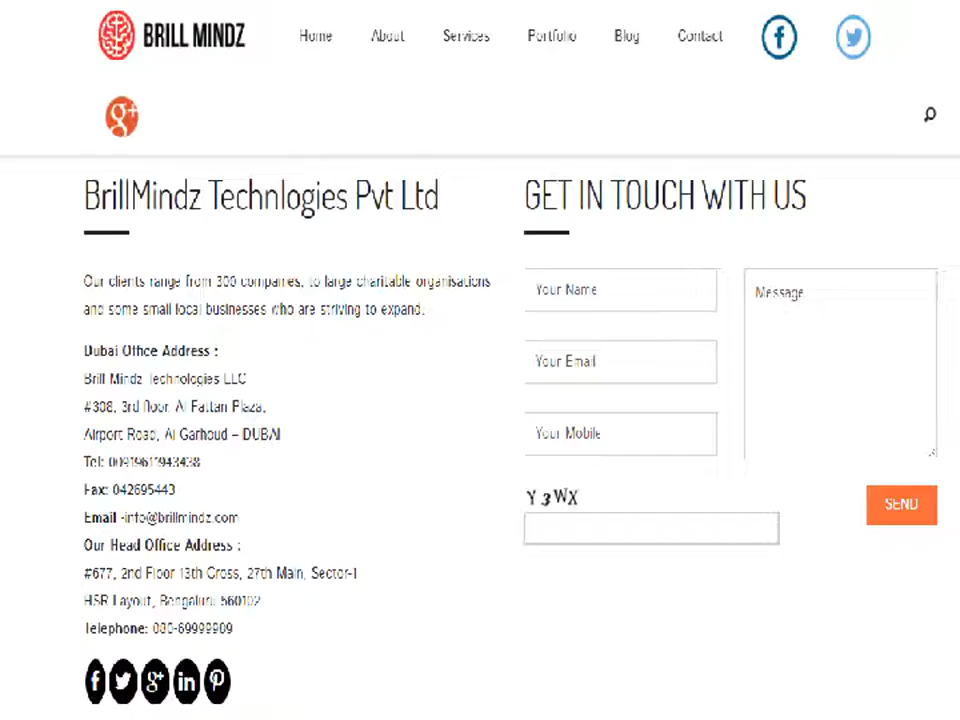 BRILL MINDZ
Home About Services Portfolio Blog Contact
BrillMindz Technlogies Pvt Ltd
Our clients range from 300 companies, to large charitable organisations
and some small local businesses who are striving to expand.
Dubai Office Address :
Brill Mindz Technologies LLC
#308, 3rd floor, Al Fattan Plaza,
Airport Road, Al Garhoud – DUBAI
Tel:
Fax: 042695443
Email -info@brillmindz.com
Our Head Office Address :
#677, 2nd Floor 13th Cross, 27th Main, Sector-1
HSR Layout, Bengaluru 560102
Telephone: 080-69999909
GET IN TOUCH WITH US
Your Name
Message
Your Email
Your Mobile
Y 3WX
SEND